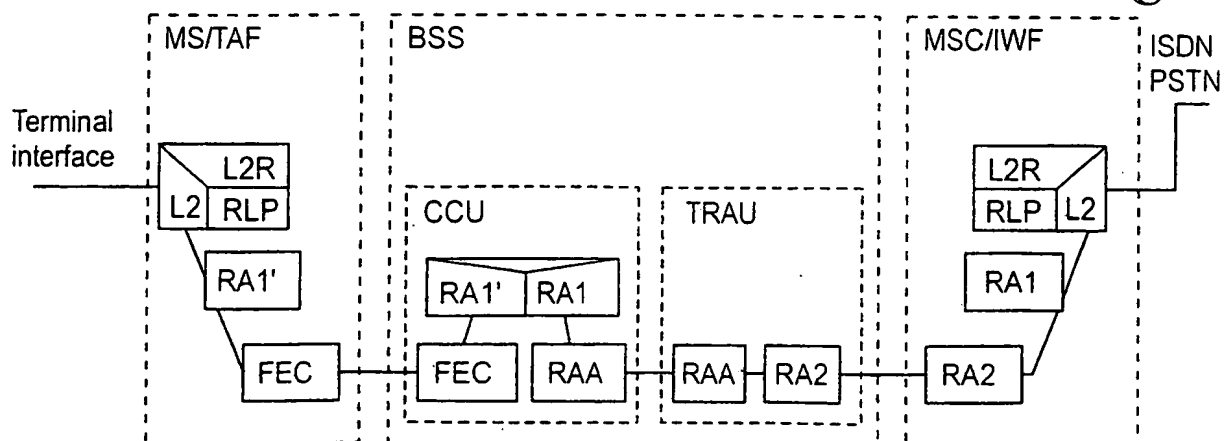 MS/TAF
BSS
MSC/IWF
ISDN
PSTN
Terminal
interface
L2R
L2 RLP
L2R
RLP L2
CCU
TRAU
RA1'
RA1' RA1
RA1
FEC
FEC
RAA
RAA
RA2
RA2